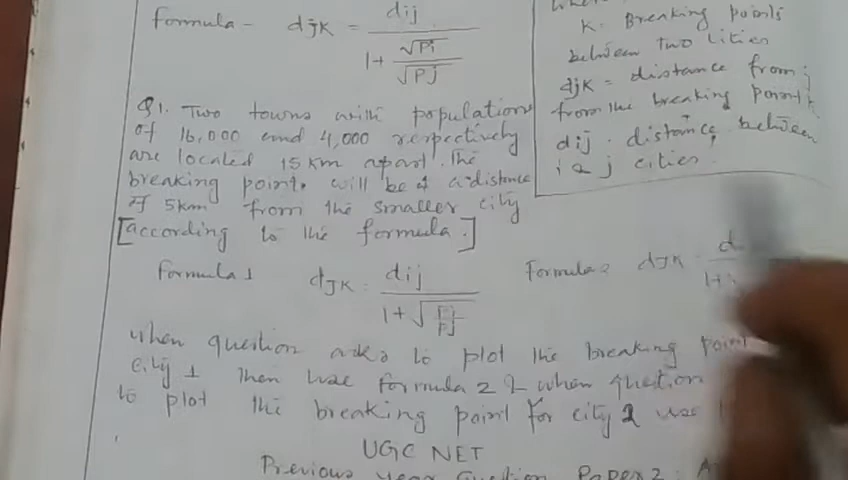 Formula - djk = dij / 1 + √Pi / √Pj
K = Breaking points
between two cities
djk = distance from j
from the breaking point k
dij . distance between
i & j cities.
Q1. Two towns with populations
of 16,000 and 4,000 respectively
are located 15 km apart. The
breaking point. will be at a distance
of 5km from the smaller city
[according to the formula.]
Formula 1 dJK = dij / 1 + √Pi/Pj
Formula 2 dJK
when question asks to plot the breaking point
city 1 then use formula 2 & when question
to plot the breaking point for city 2 use
UGC NET
Previous year Question Paper 2